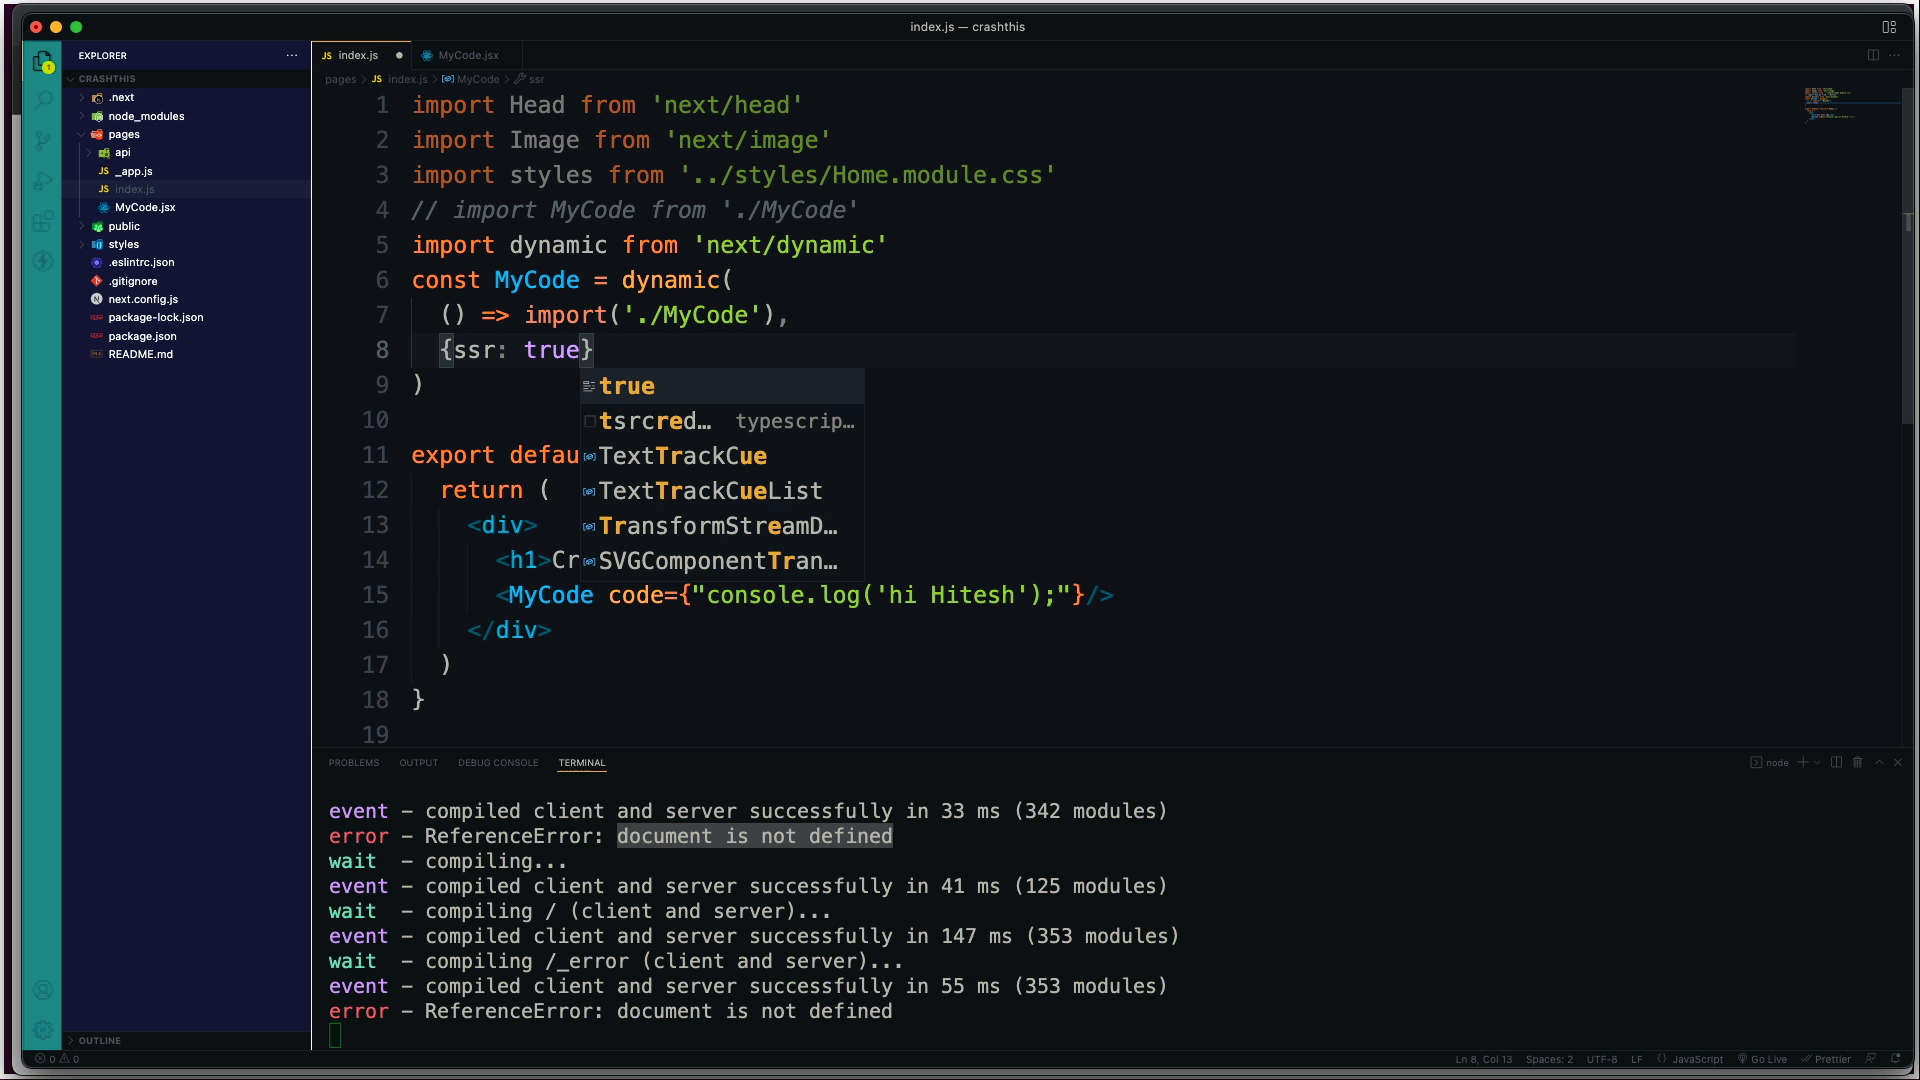 index.js — crashthis
EXPLORER
CRASHTHIS
.next
node_modules
pages
api
JS _app.js
JS index.js
MyCode.jsx
public
styles
.eslintrc.json
.gitignore
next.config.js
package-lock.json
package.json
README.md
OUTLINE
JS index.js
MyCode.jsx
pages > JS index.js > MyCode > ssr
1 import Head from 'next/head'
2 import Image from 'next/image'
3 import styles from '../styles/Home.module.css'
4 // import MyCode from './MyCode'
5 import dynamic from 'next/dynamic'
6 const MyCode = dynamic(
7 () => import('./MyCode'),
8 {ssr: true}
9 )
10
11 export defau
12 return (
13 <div>
14 <h1>Cr
15 <MyCode code={"console.log('hi Hitesh');"}/>
16 </div>
17 )
18 }
19
true
tsrcred… typescrip…
TextTrackCue
TextTrackCueList
TransformStreamD…
SVGComponentTran…
PROBLEMS OUTPUT DEBUG CONSOLE TERMINAL
node
event - compiled client and server successfully in 33 ms (342 modules)
error - ReferenceError: document is not defined
wait - compiling...
event - compiled client and server successfully in 41 ms (125 modules)
wait - compiling / (client and server)...
event - compiled client and server successfully in 147 ms (353 modules)
wait - compiling /_error (client and server)...
event - compiled client and server successfully in 55 ms (353 modules)
error - ReferenceError: document is not defined
0 0
Ln 8, Col 13 Spaces: 2 UTF-8 LF JavaScript Go Live Prettier